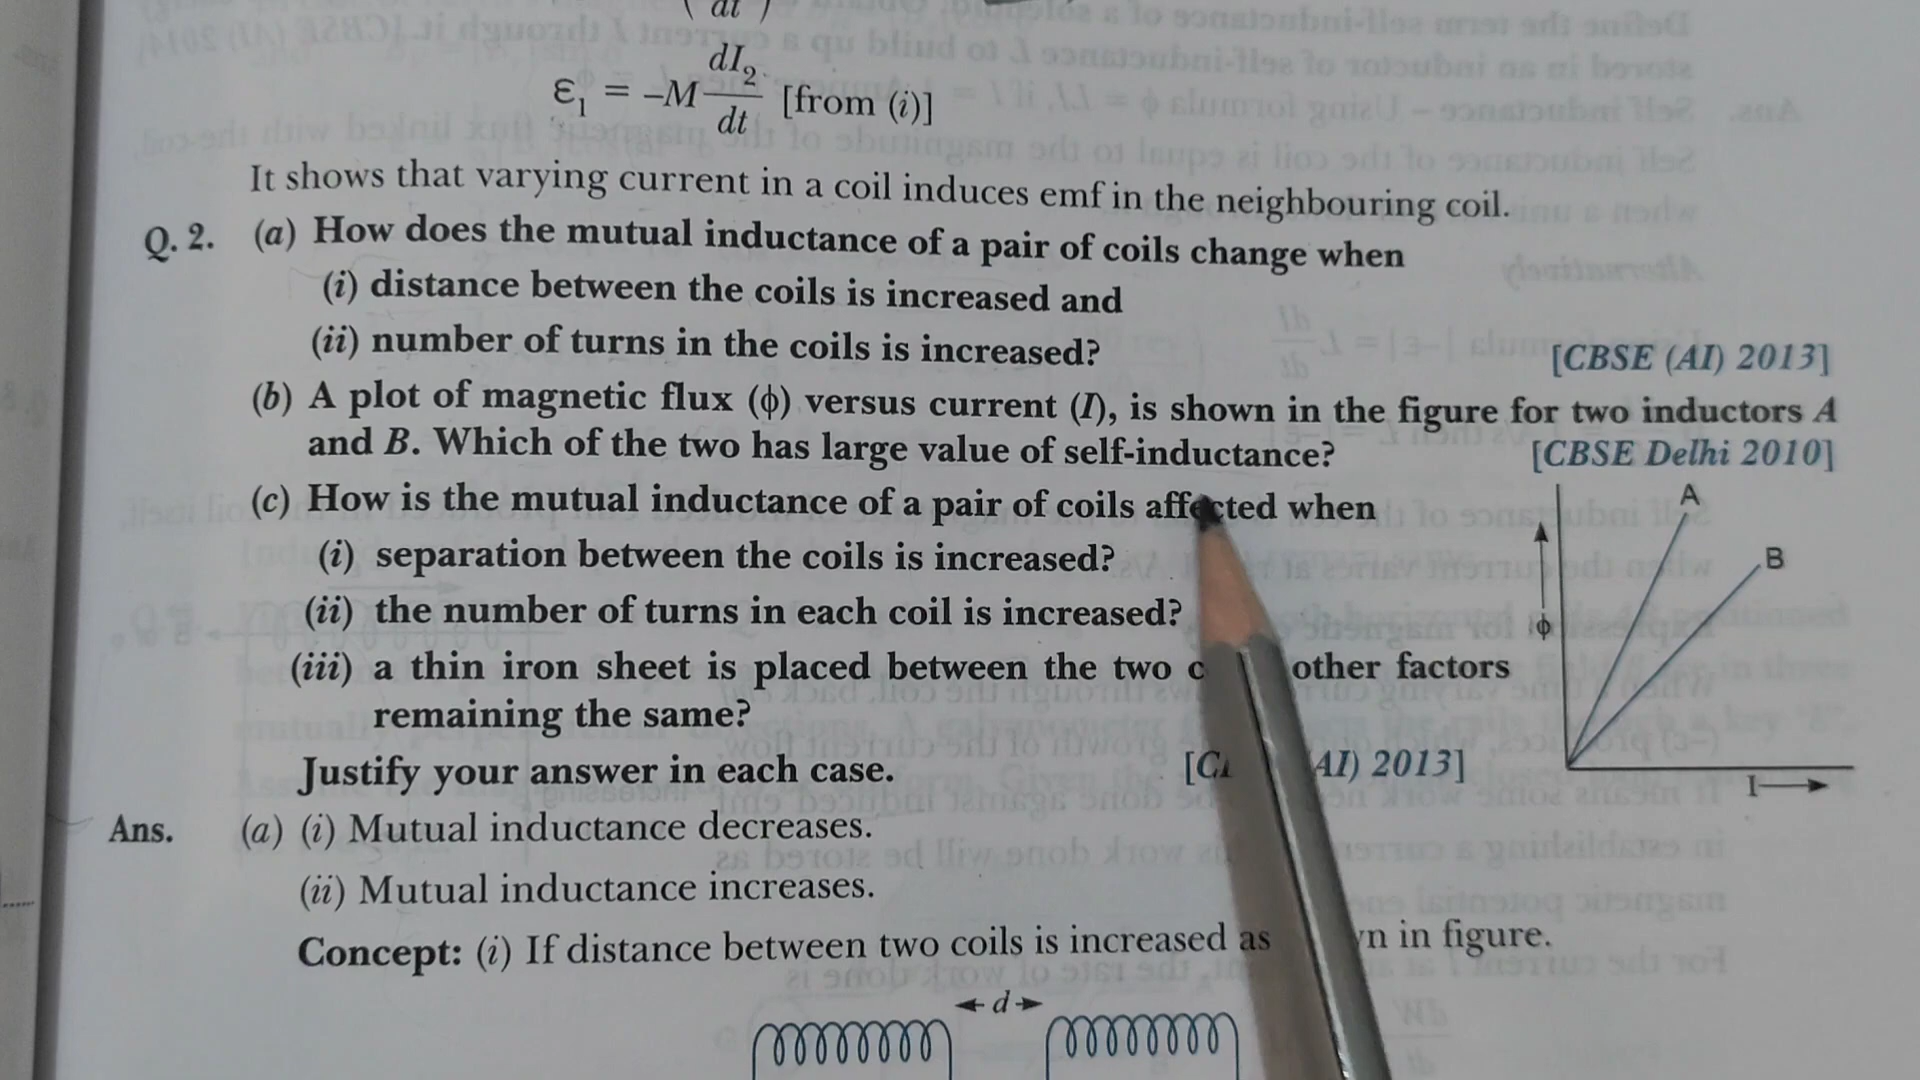 dt
ε₁ = –M dI₂/dt [from (i)]
It shows that varying current in a coil induces emf in the neighbouring coil.
Q. 2. (a) How does the mutual inductance of a pair of coils change when
(i) distance between the coils is increased and
(ii) number of turns in the coils is increased?
[CBSE (AI) 2013]
(b) A plot of magnetic flux (ϕ) versus current (I), is shown in the figure for two inductors A
and B. Which of the two has large value of self-inductance?
[CBSE Delhi 2010]
(c) How is the mutual inductance of a pair of coils affected when
(i) separation between the coils is increased?
(ii) the number of turns in each coil is increased?
(iii) a thin iron sheet is placed between the two other factors
remaining the same?
Justify your answer in each case.
AI) 2013]
A
B
ϕ
I
Ans. (a) (i) Mutual inductance decreases.
(ii) Mutual inductance increases.
Concept: (i) If distance between two coils is increased as in figure.
d